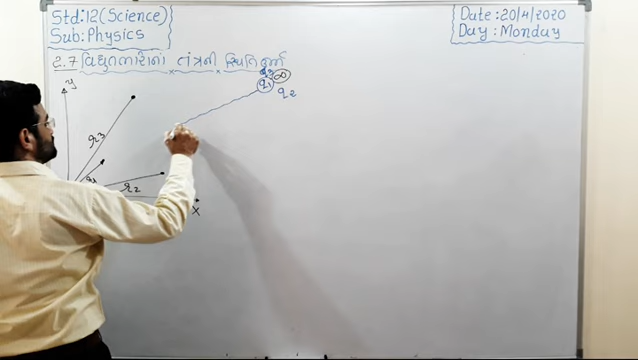 Std:12(Science)
Sub:Physics
Date:20/4/2020
Day:Monday
2.7 વિદ્યુતભારોના તંત્રની સ્થિતિઊર્જા
y
∞
q₁
q₂
r₃
r₁
r₂
X